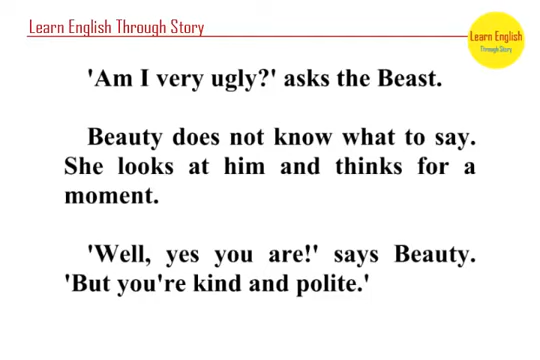 Learn English Through Story
Learn English
Through Story
'Am I very ugly?' asks the Beast.
Beauty does not know what to say.
She looks at him and thinks for a
moment.
'Well, yes you are!' says Beauty.
'But you're kind and polite.'